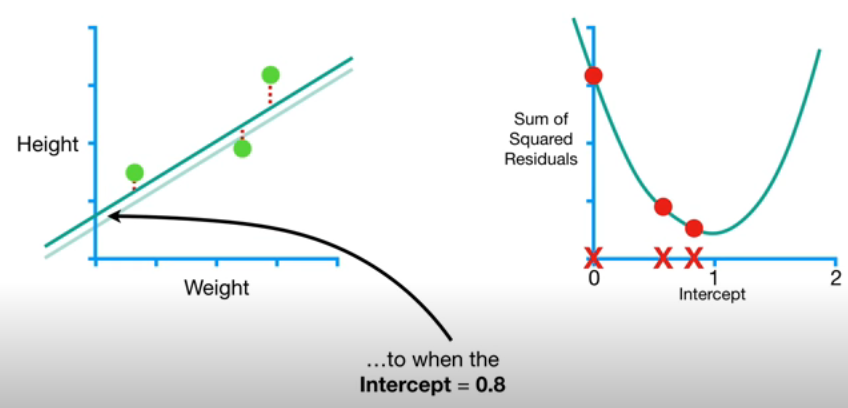 Height
Weight
...to when the
Intercept = 0.8
Sum of
Squared
Residuals
X X X
0 1 2
Intercept